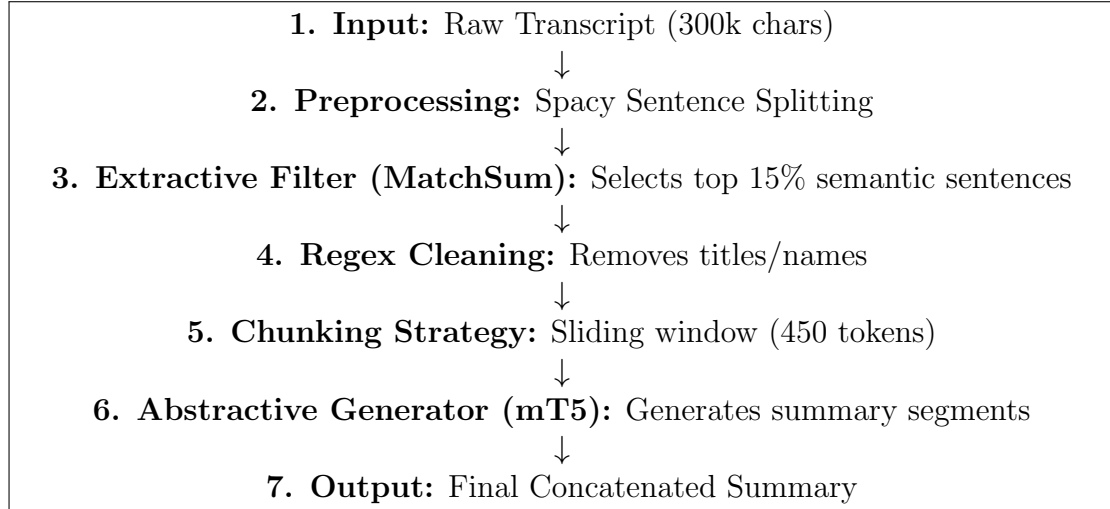 1. Input: Raw Transcript (300k chars)
↓
2. Preprocessing: Spacy Sentence Splitting
↓
3. Extractive Filter (MatchSum): Selects top 15% semantic sentences
↓
4. Regex Cleaning: Removes titles/names
↓
5. Chunking Strategy: Sliding window (450 tokens)
↓
6. Abstractive Generator (mT5): Generates summary segments
↓
7. Output: Final Concatenated Summary